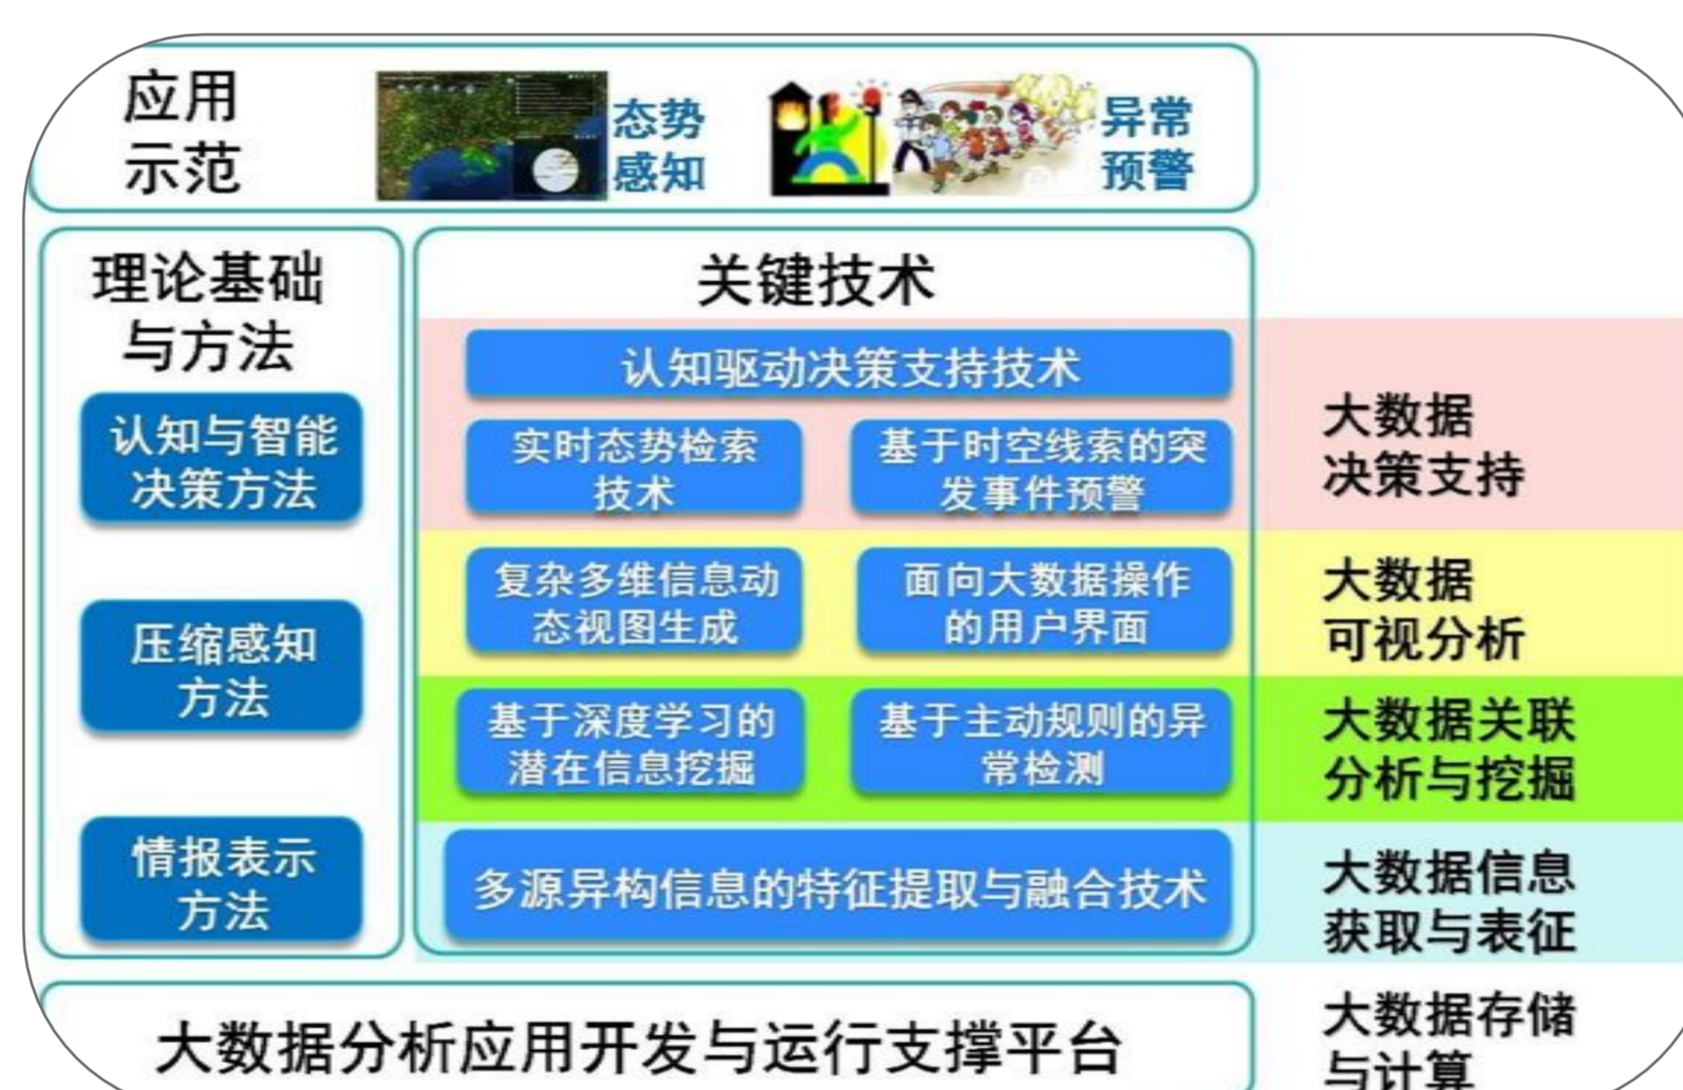 应用
示范
态势
感知
异常
预警
理论基础
与方法
认知与智能
决策方法
压缩感知
方法
情报表示
方法
关键技术
认知驱动决策支持技术
实时态势检索
技术
基于时空线索的突
发事件预警
复杂多维信息动
态视图生成
面向大数据操作
的用户界面
基于深度学习的
潜在信息挖掘
基于主动规则的异
常检测
多源异构信息的特征提取与融合技术
大数据
决策支持
大数据
可视分析
大数据关联
分析与挖掘
大数据信息
获取与表征
大数据分析应用开发与运行支撑平台
大数据存储
与计算